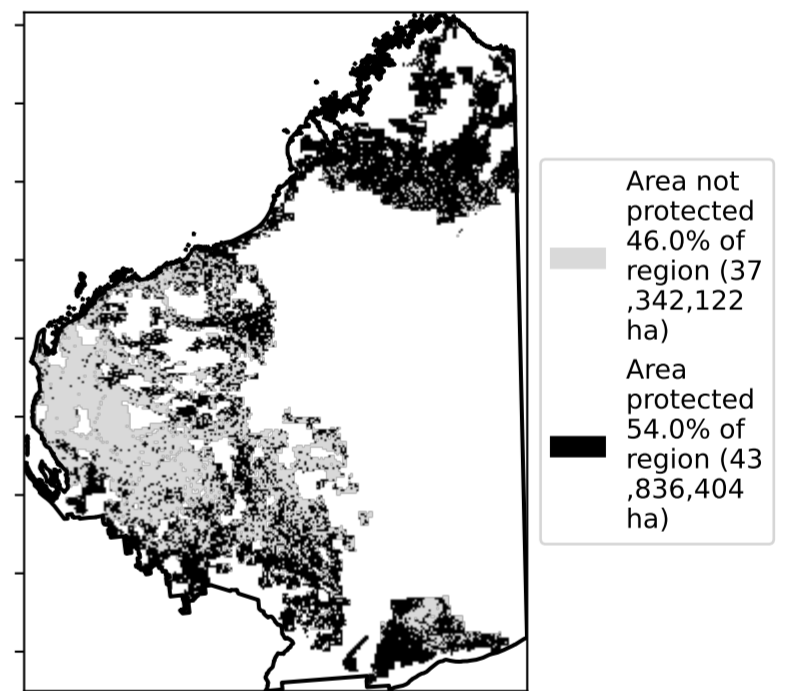 Area not
protected
46.0% of
region (37
,342,122
ha)
Area
protected
54.0% of
region (43
,836,404
ha)